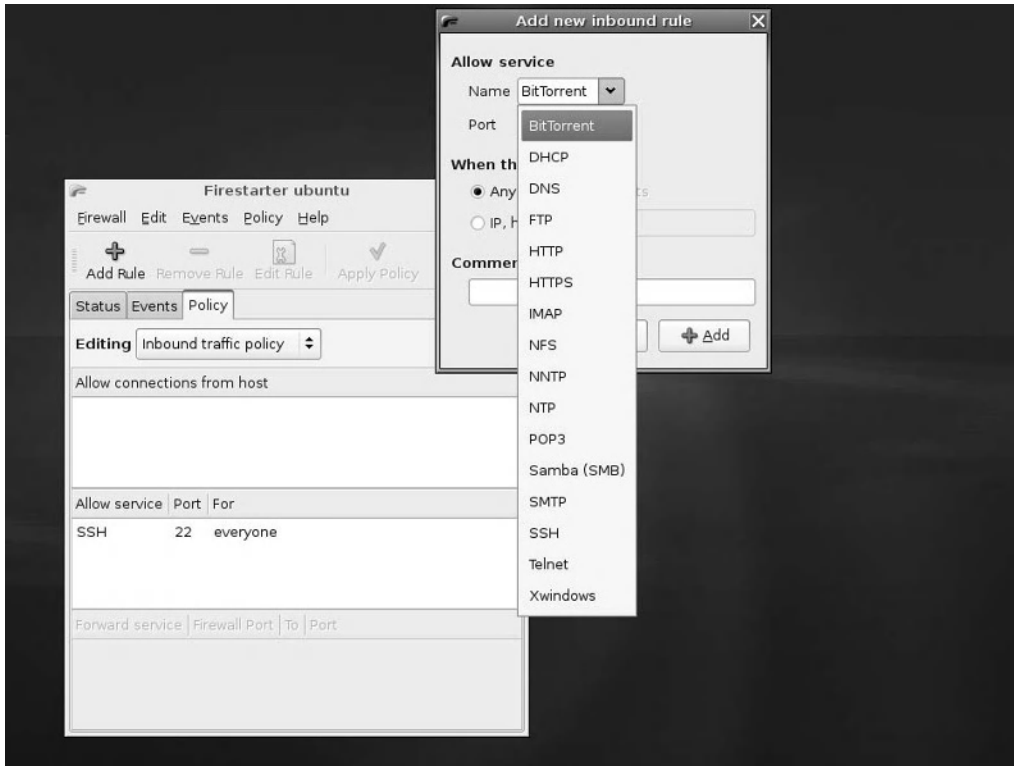 Add new inbound rule
Allow service
Name BitTorrent
Port
BitTorrent
DHCP
DNS
FTP
HTTP
HTTPS
IMAP
NFS
NNTP
NTP
POP3
Samba (SMB)
SMTP
SSH
Telnet
Xwindows
When
Any
IP,
Add
Firestarter ubuntu
Firewall Edit Events Policy Help
Add Rule Remove Rule Edit Rule Apply Policy
Status Events Policy
Editing Inbound traffic policy
Allow connections from host
Allow service Port For
SSH 22 everyone
Forward service Firewall Port To Port